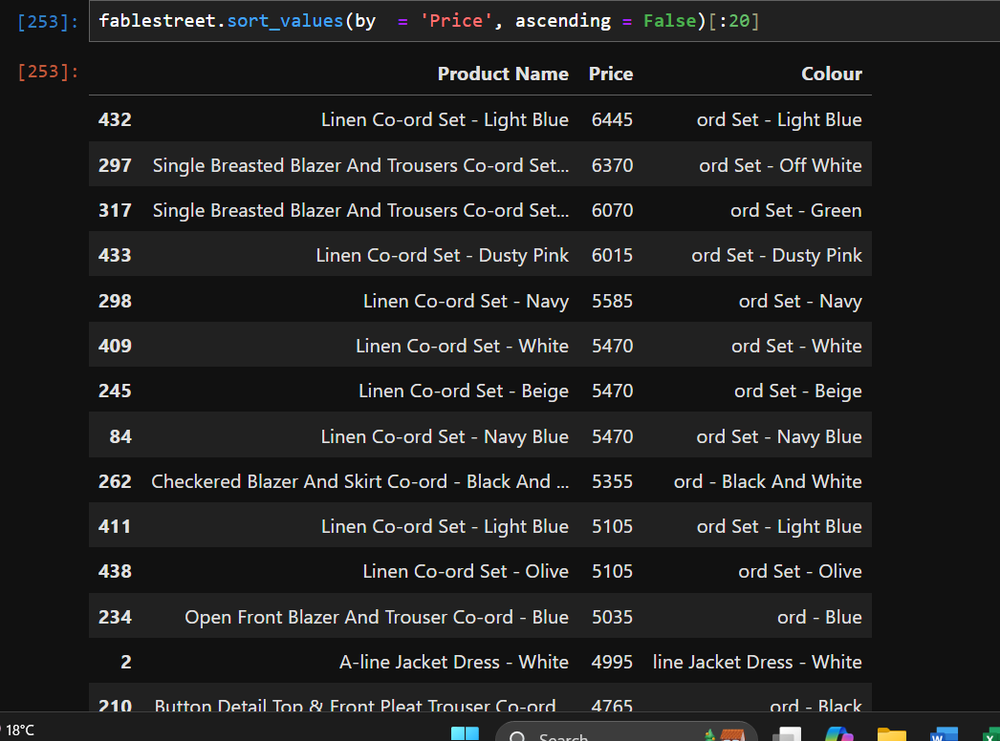 [253]: fablestreet.sort_values(by  = 'Price', ascending = False)[:20]
[253]:
Product Name Price Colour
432 Linen Co-ord Set - Light Blue 6445 ord Set - Light Blue
297 Single Breasted Blazer And Trousers Co-ord Set... 6370 ord Set - Off White
317 Single Breasted Blazer And Trousers Co-ord Set... 6070 ord Set - Green
433 Linen Co-ord Set - Dusty Pink 6015 ord Set - Dusty Pink
298 Linen Co-ord Set - Navy 5585 ord Set - Navy
409 Linen Co-ord Set - White 5470 ord Set - White
245 Linen Co-ord Set - Beige 5470 ord Set - Beige
84 Linen Co-ord Set - Navy Blue 5470 ord Set - Navy Blue
262 Checkered Blazer And Skirt Co-ord - Black And ... 5355 ord - Black And White
411 Linen Co-ord Set - Light Blue 5105 ord Set - Light Blue
438 Linen Co-ord Set - Olive 5105 ord Set - Olive
234 Open Front Blazer And Trouser Co-ord - Blue 5035 ord - Blue
2 A-line Jacket Dress - White 4995 line Jacket Dress - White
210 Button Detail Top & Front Pleat Trouser Co-ord... 4765 ord - Black
18°C
Search